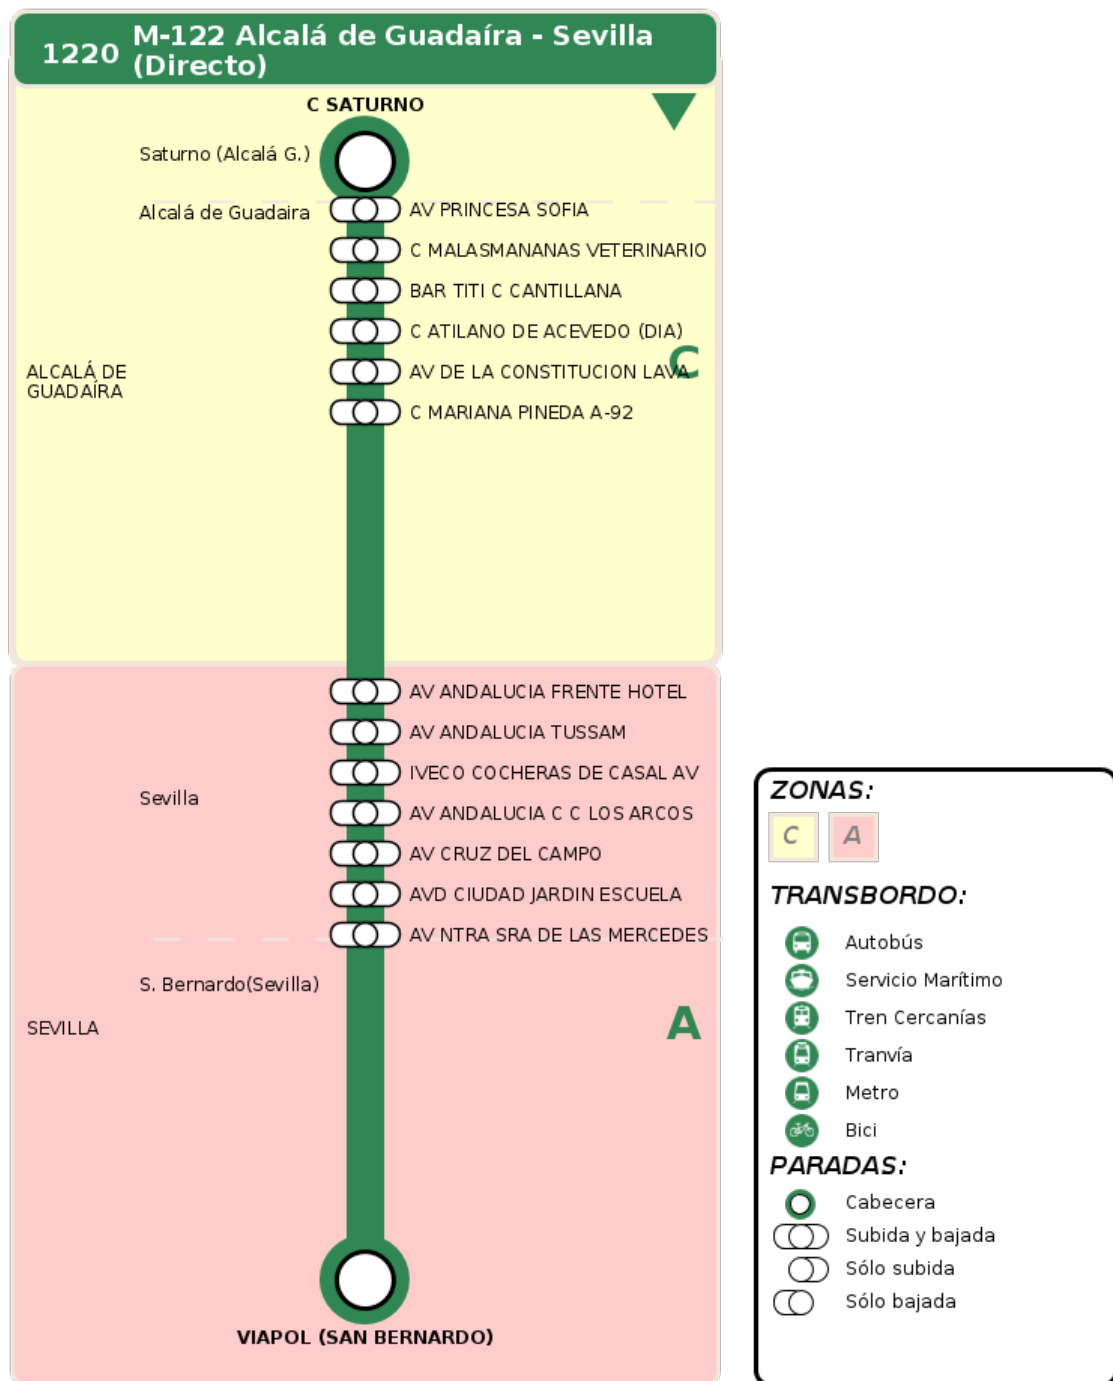 1220
M-122 Alcalá de Guadaíra - Sevilla
(Directo)
C SATURNO
Saturno (Alcalá G.)
Alcalá de Guadaira
AV PRINCESA SOFIA
C MALASMANANAS VETERINARIO
BAR TITI C CANTILLANA
C ATILANO DE ACEVEDO (DIA)
C
ALCALÁ DE
GUADAÍRA
AV DE LA CONSTITUCION LAVA
C MARIANA PINEDA A-92
AV ANDALUCIA FRENTE HOTEL
AV ANDALUCIA TUSSAM
IVECO COCHERAS DE CASAL AV
Sevilla
AV ANDALUCIA C C LOS ARCOS
AV CRUZ DEL CAMPO
AVD CIUDAD JARDIN ESCUELA
AV NTRA SRA DE LAS MERCEDES
S. Bernardo(Sevilla)
SEVILLA
A
VIAPOL (SAN BERNARDO)
ZONAS:
C A
TRANSBORDO:
Autobús
Servicio Marítimo
Tren Cercanías
Tranvía
Metro
Bici
PARADAS:
Cabecera
Subida y bajada
Sólo subida
Sólo bajada